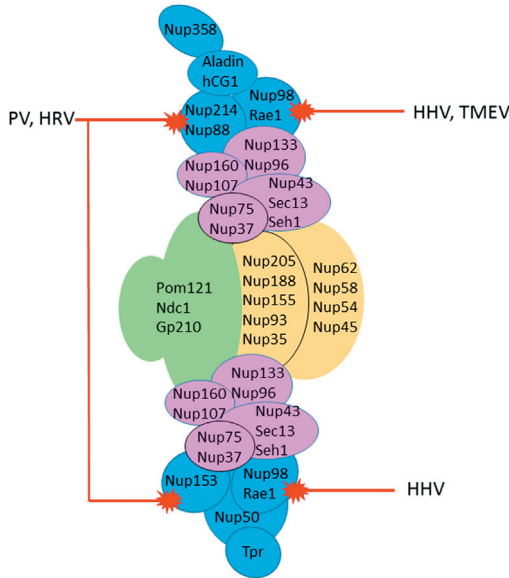 Nup358
Aladin
hCG1
Nup98
Rae1
Nup214
Nup88
PV, HRV
HHV, TMEV
Nup133
Nup96
Nup160
Nup107
Nup43
Sec13
Seh1
Nup75
Nup37
Pom121
Ndc1
Gp210
Nup205
Nup188
Nup155
Nup93
Nup35
Nup62
Nup58
Nup54
Nup45
Nup133
Nup96
Nup160
Nup107
Nup43
Sec13
Seh1
Nup75
Nup37
Nup153
Nup98
Rae1
HHV
Nup50
Tpr